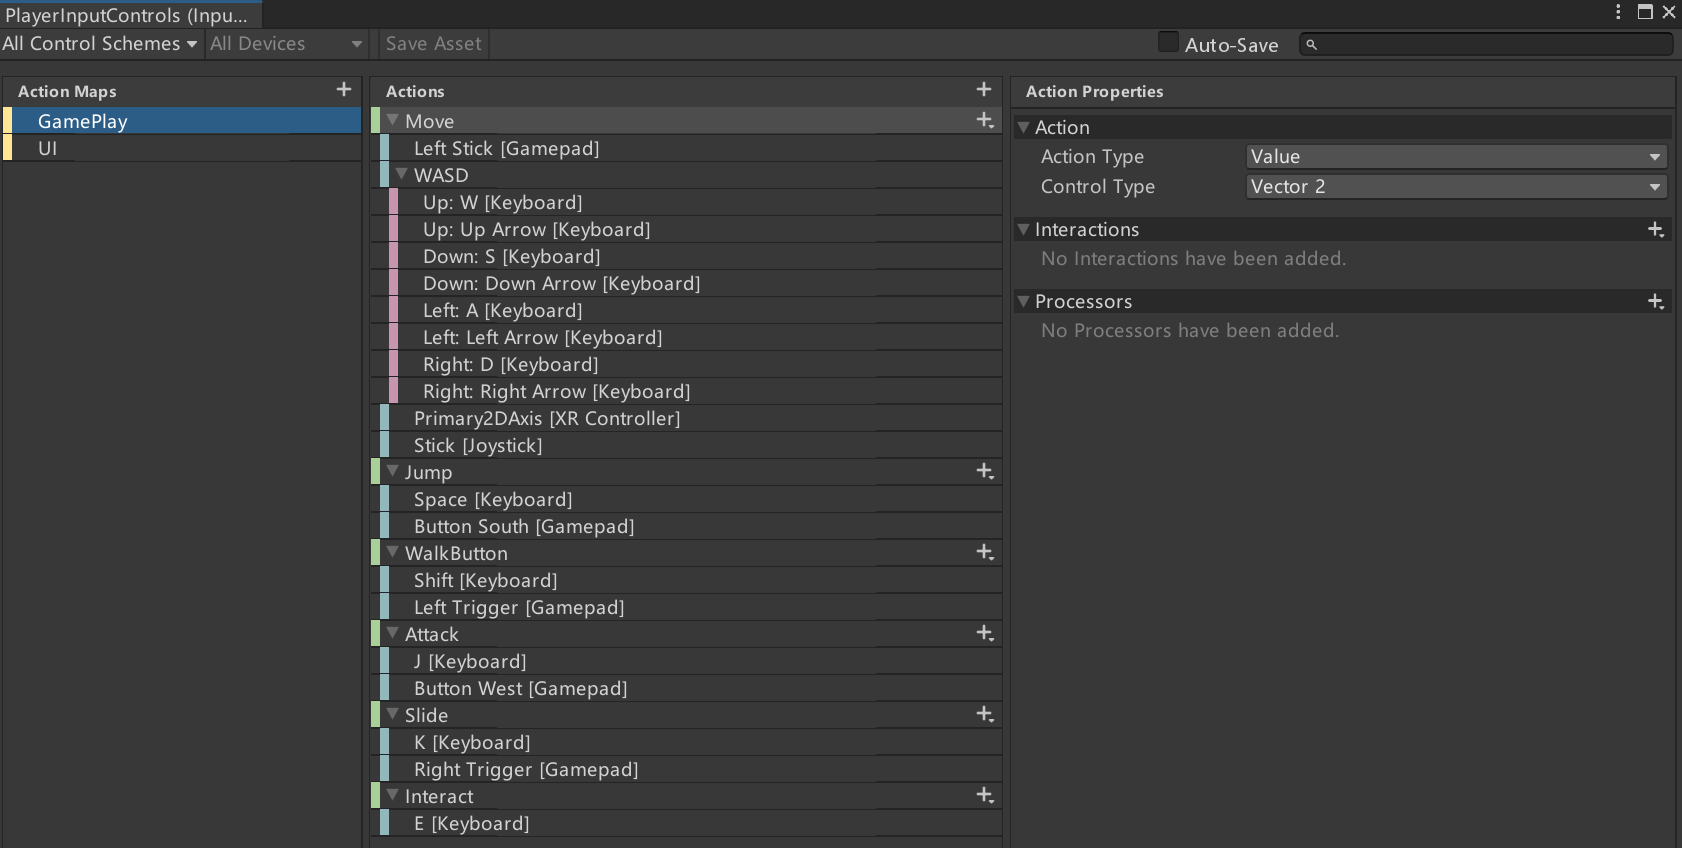 PlayerInputControls (Inpu...
All Control Schemes All Devices Save Asset Auto-Save
Action Maps
GamePlay
UI
Actions
Move
Left Stick [Gamepad]
WASD
Up: W [Keyboard]
Up: Up Arrow [Keyboard]
Down: S [Keyboard]
Down: Down Arrow [Keyboard]
Left: A [Keyboard]
Left: Left Arrow [Keyboard]
Right: D [Keyboard]
Right: Right Arrow [Keyboard]
Primary2DAxis [XR Controller]
Stick [Joystick]
Jump
Space [Keyboard]
Button South [Gamepad]
WalkButton
Shift [Keyboard]
Left Trigger [Gamepad]
Attack
J [Keyboard]
Button West [Gamepad]
Slide
K [Keyboard]
Right Trigger [Gamepad]
Interact
E [Keyboard]
Action Properties
Action
Action Type Value
Control Type Vector 2
Interactions
No Interactions have been added.
Processors
No Processors have been added.